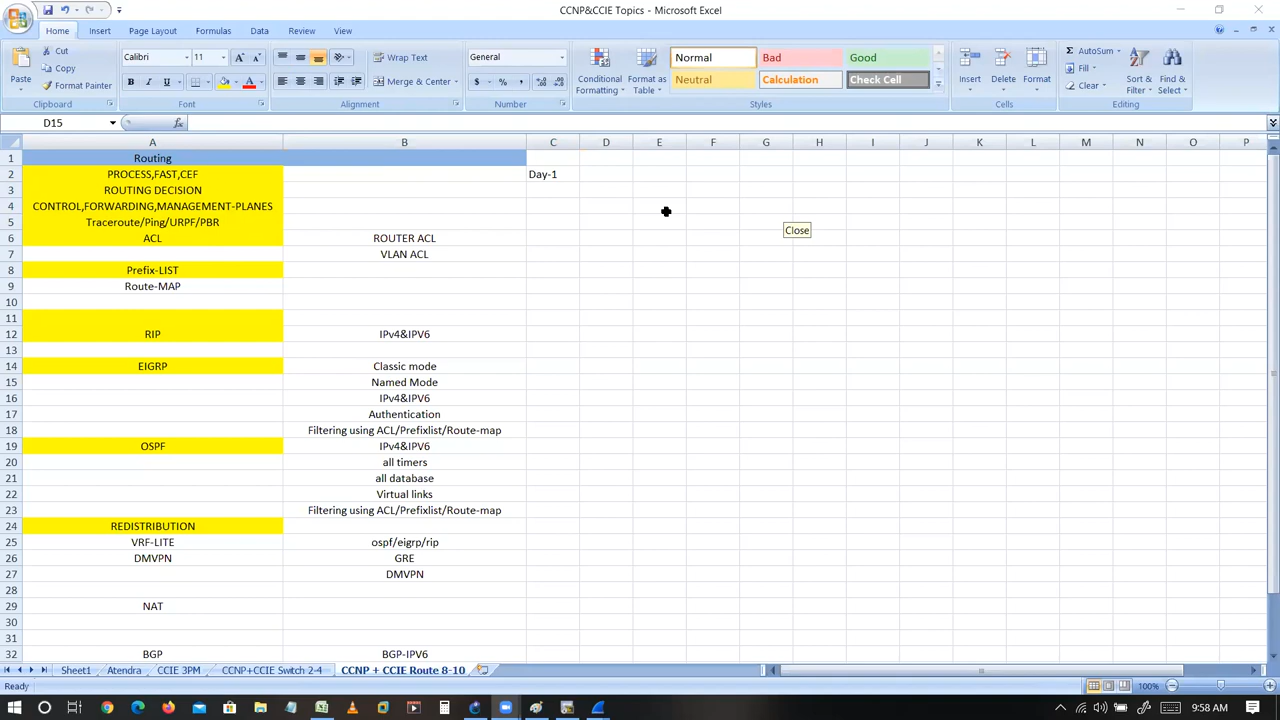 CCNP&CCIE Topics - Microsoft Excel
Home Insert Page Layout Formulas Data Review View
Paste
Cut
Copy
Format Painter
Clipboard
Calibri 11
B I U
Font
Wrap Text
Merge & Center
Alignment
General
$ % ,
Number
Conditional Formatting
Format as Table
Normal Bad Good
Neutral Calculation Check Cell
Styles
Insert Delete Format
Cells
AutoSum
Fill
Clear
Sort & Filter
Find & Select
Editing
D15 fx
A B C D E F G H I J K L M N O P
1 Routing
2 PROCESS,FAST,CEF Day-1
3 ROUTING DECISION
4 CONTROL,FORWARDING,MANAGEMENT-PLANES
5 Traceroute/Ping/URPF/PBR
Close
6 ACL ROUTER ACL
7 VLAN ACL
8 Prefix-LIST
9 Route-MAP
10
11
12 RIP IPv4&IPV6
13
14 EIGRP Classic mode
15 Named Mode
16 IPv4&IPV6
17 Authentication
18 Filtering using ACL/Prefixlist/Route-map
19 OSPF IPv4&IPV6
20 all timers
21 all database
22 Virtual links
23 Filtering using ACL/Prefixlist/Route-map
24 REDISTRIBUTION
25 VRF-LITE ospf/eigrp/rip
26 DMVPN GRE
27 DMVPN
28
29 NAT
30
31
32 BGP BGP-IPV6
Sheet1 Atendra CCIE 3PM CCNP+CCIE Switch 2-4 CCNP + CCIE Route 8-10
Ready 100%
9:58 AM